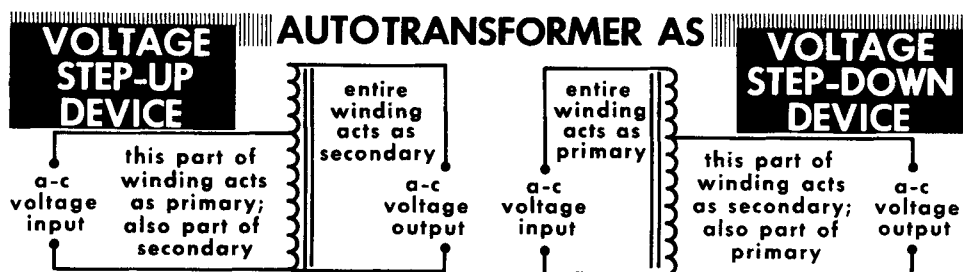 AUTOTRANSFORMER AS
VOLTAGE
STEP-UP
DEVICE
VOLTAGE
STEP-DOWN
DEVICE
entire
winding
acts as
secondary
entire
winding
acts as
primary
this part of
winding acts
as primary;
also part of
secondary
a-c
voltage
input
a-c
voltage
output
a-c
voltage
input
this part of
winding acts
as secondary;
also part of
primary
a-c
voltage
output